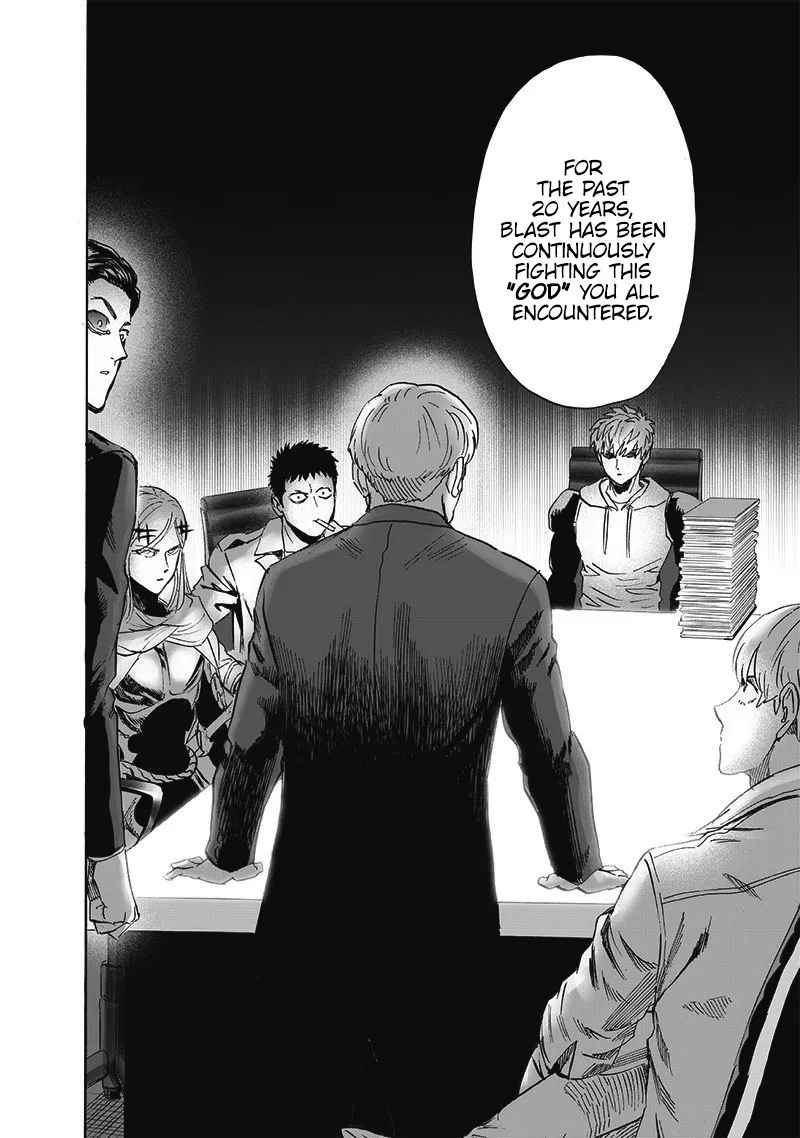 FOR
THE PAST
20 YEARS,
BLAST HAS BEEN
CONTINUOUSLY
FIGHTING THIS
"GOD" YOU ALL
ENCOUNTERED.